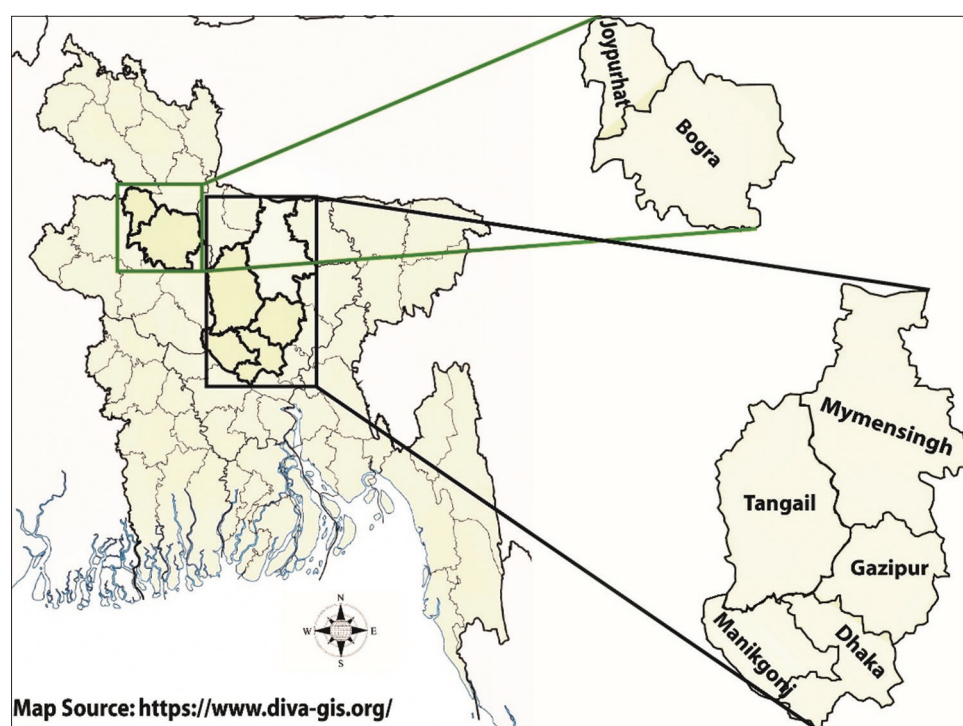 Joypurhat
Bogra
Mymensingh
Tangail
Gazipur
Manikgonj
Dhaka
N
W E
S
Map Source: https://www.diva-gis.org/